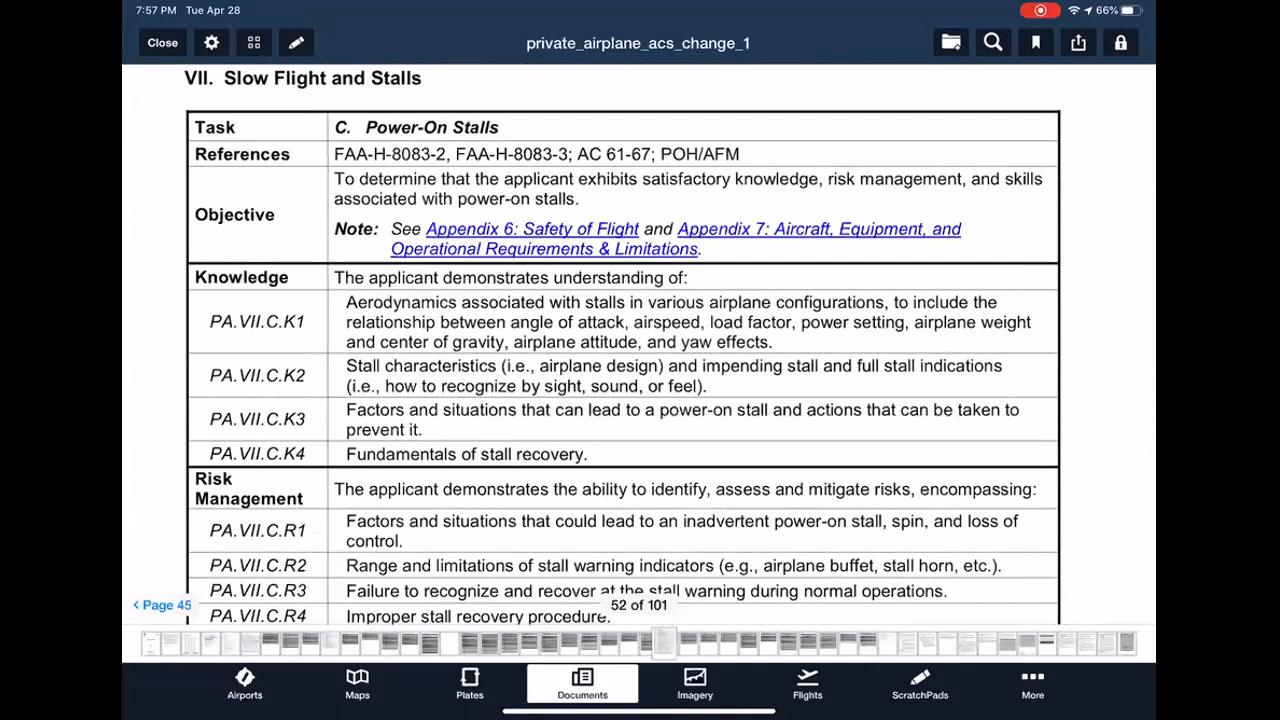 7:57 PM Tue Apr 28
66%
Close
private_airplane_acs_change_1
VII. Slow Flight and Stalls
Task
C. Power-On Stalls
References
FAA-H-8083-2, FAA-H-8083-3; AC 61-67; POH/AFM
Objective
To determine that the applicant exhibits satisfactory knowledge, risk management, and skills
associated with power-on stalls.
Note: See Appendix 6: Safety of Flight and Appendix 7: Aircraft, Equipment, and
Operational Requirements & Limitations.
Knowledge
The applicant demonstrates understanding of:
PA.VII.C.K1
Aerodynamics associated with stalls in various airplane configurations, to include the
relationship between angle of attack, airspeed, load factor, power setting, airplane weight
and center of gravity, airplane attitude, and yaw effects.
PA.VII.C.K2
Stall characteristics (i.e., airplane design) and impending stall and full stall indications
(i.e., how to recognize by sight, sound, or feel).
PA.VII.C.K3
Factors and situations that can lead to a power-on stall and actions that can be taken to
prevent it.
PA.VII.C.K4
Fundamentals of stall recovery.
Risk
Management
The applicant demonstrates the ability to identify, assess and mitigate risks, encompassing:
PA.VII.C.R1
Factors and situations that could lead to an inadvertent power-on stall, spin, and loss of
control.
PA.VII.C.R2
Range and limitations of stall warning indicators (e.g., airplane buffet, stall horn, etc.).
PA.VII.C.R3
Failure to recognize and recover at the stall warning during normal operations.
< Page 45
52 of 101
PA.VII.C.R4
Improper stall recovery procedure.
Airports
Maps
Plates
Documents
Imagery
Flights
ScratchPads
More